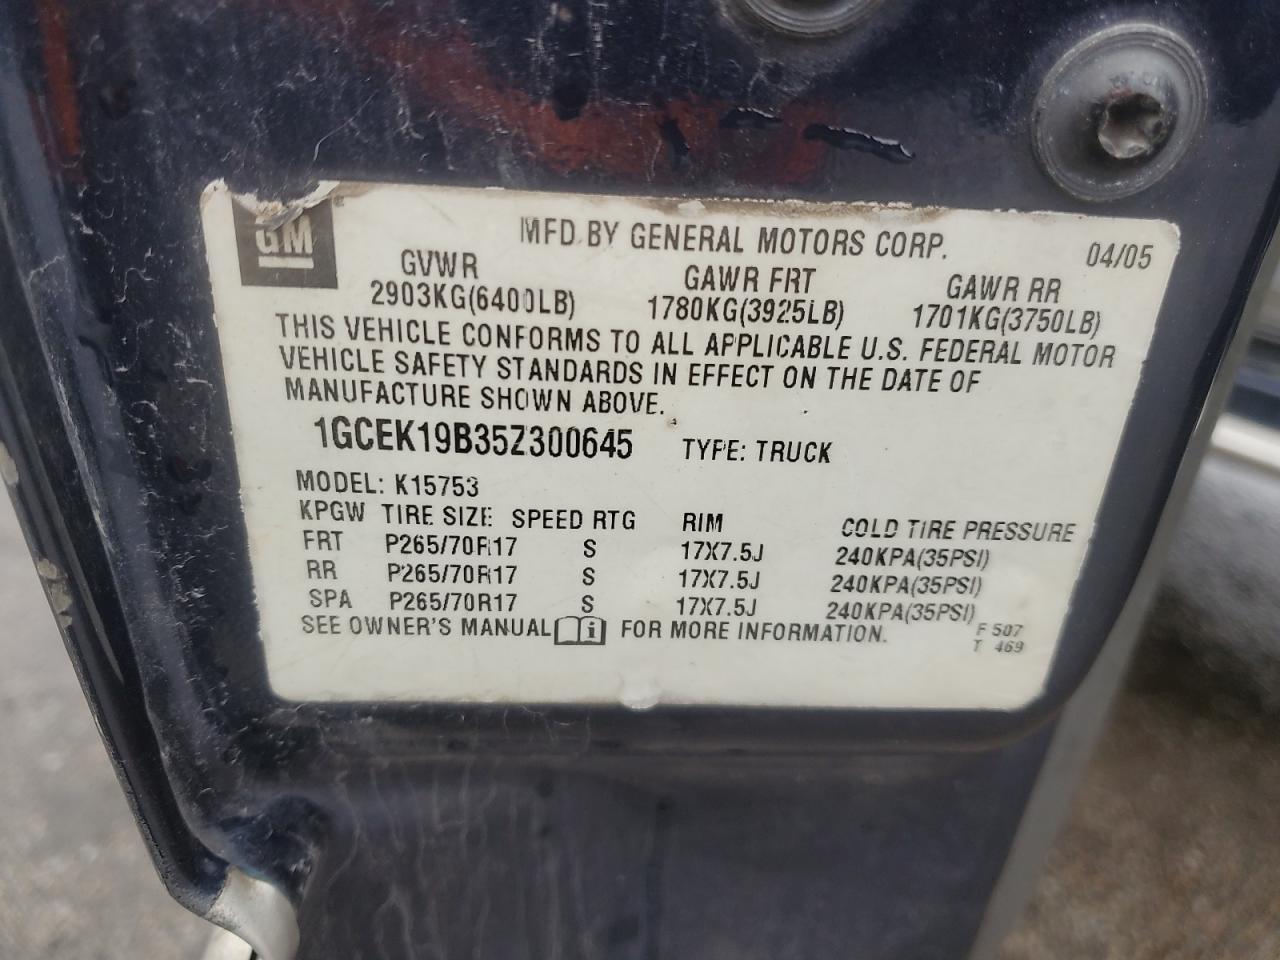 GM
MFD BY GENERAL MOTORS CORP.
04/05
GVWR GAWR FRT GAWR RR
2903KG(6400LB) 1780KG(3925LB) 1701KG(3750LB)
THIS VEHICLE CONFORMS TO ALL APPLICABLE U.S. FEDERAL MOTOR
VEHICLE SAFETY STANDARDS IN EFFECT ON THE DATE OF
MANUFACTURE SHOWN ABOVE.
1GCEK19B35Z300645 TYPE: TRUCK
MODEL: K15753
KPGW TIRE SIZE SPEED RTG RIM COLD TIRE PRESSURE
FRT P265/70R17 S 17X7.5J 240KPA(35PSI)
RR P265/70R17 S 17X7.5J 240KPA(35PSI)
SPA P265/70R17 S 17X7.5J 240KPA(35PSI)
SEE OWNER'S MANUAL i FOR MORE INFORMATION.
F 507
T 469